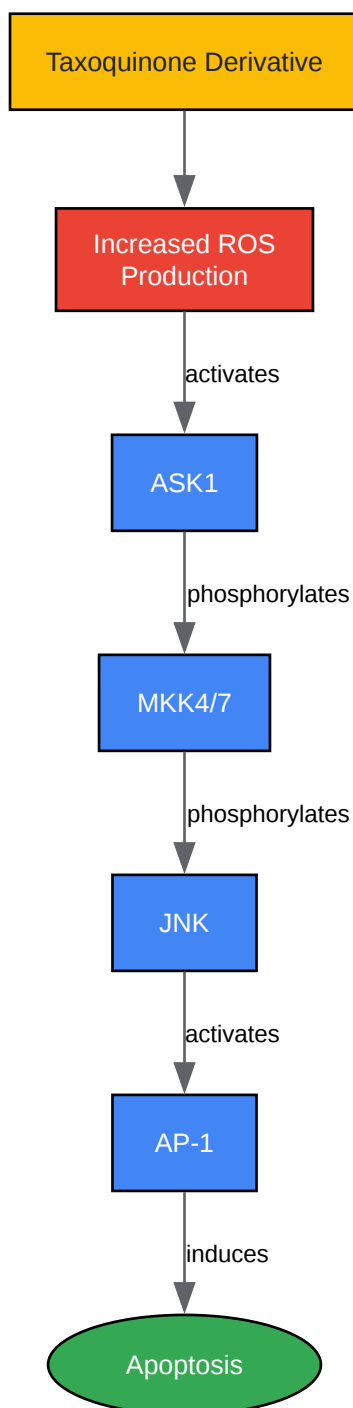 Taxoquinone Derivative
Increased ROS
Production
activates
ASK1
phosphorylates
MKK4/7
phosphorylates
JNK
activates
AP-1
induces
Apoptosis